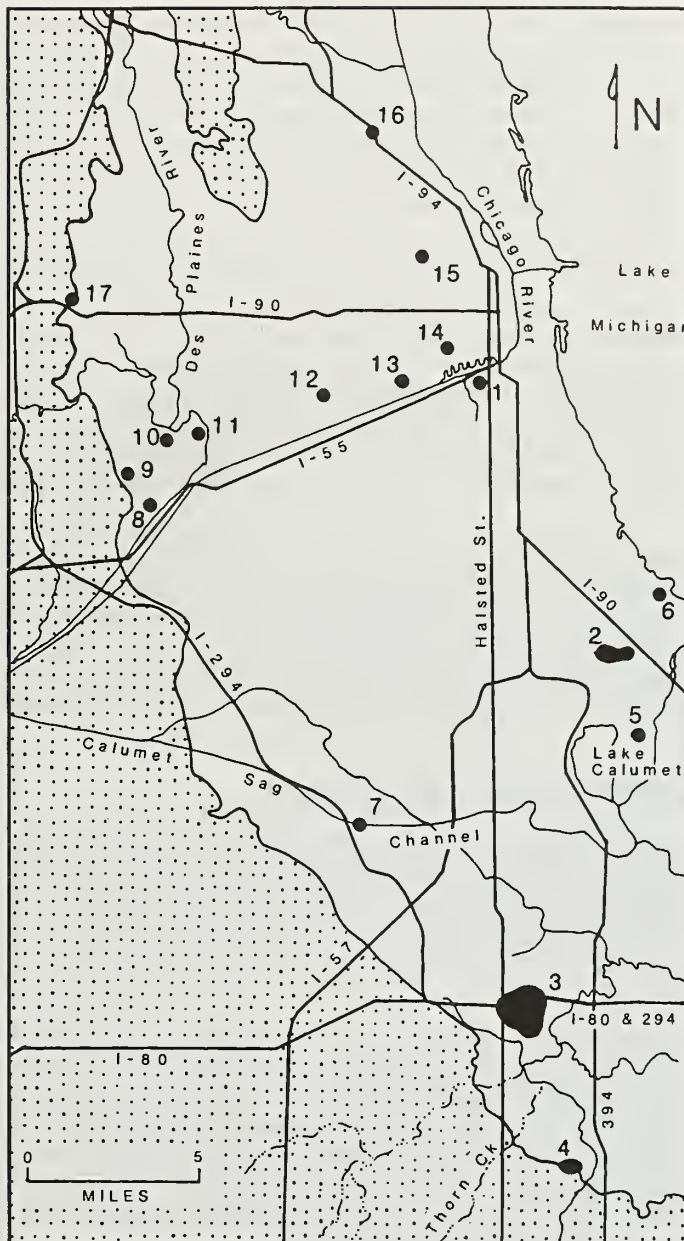 N
16
River
I-94
Chicago
River
15
Lake
Michigan
17
Des Plaines
I-90
14
13
12
1
11
10
I-55
9
8
Halsted St.
I-90
6
2
I-294
5
Lake
Calumet
Calumet
Sag
7
Channel
I-57
3
I-80 & 294
I-80
394
4
Thorn Ck
0 5
MILES